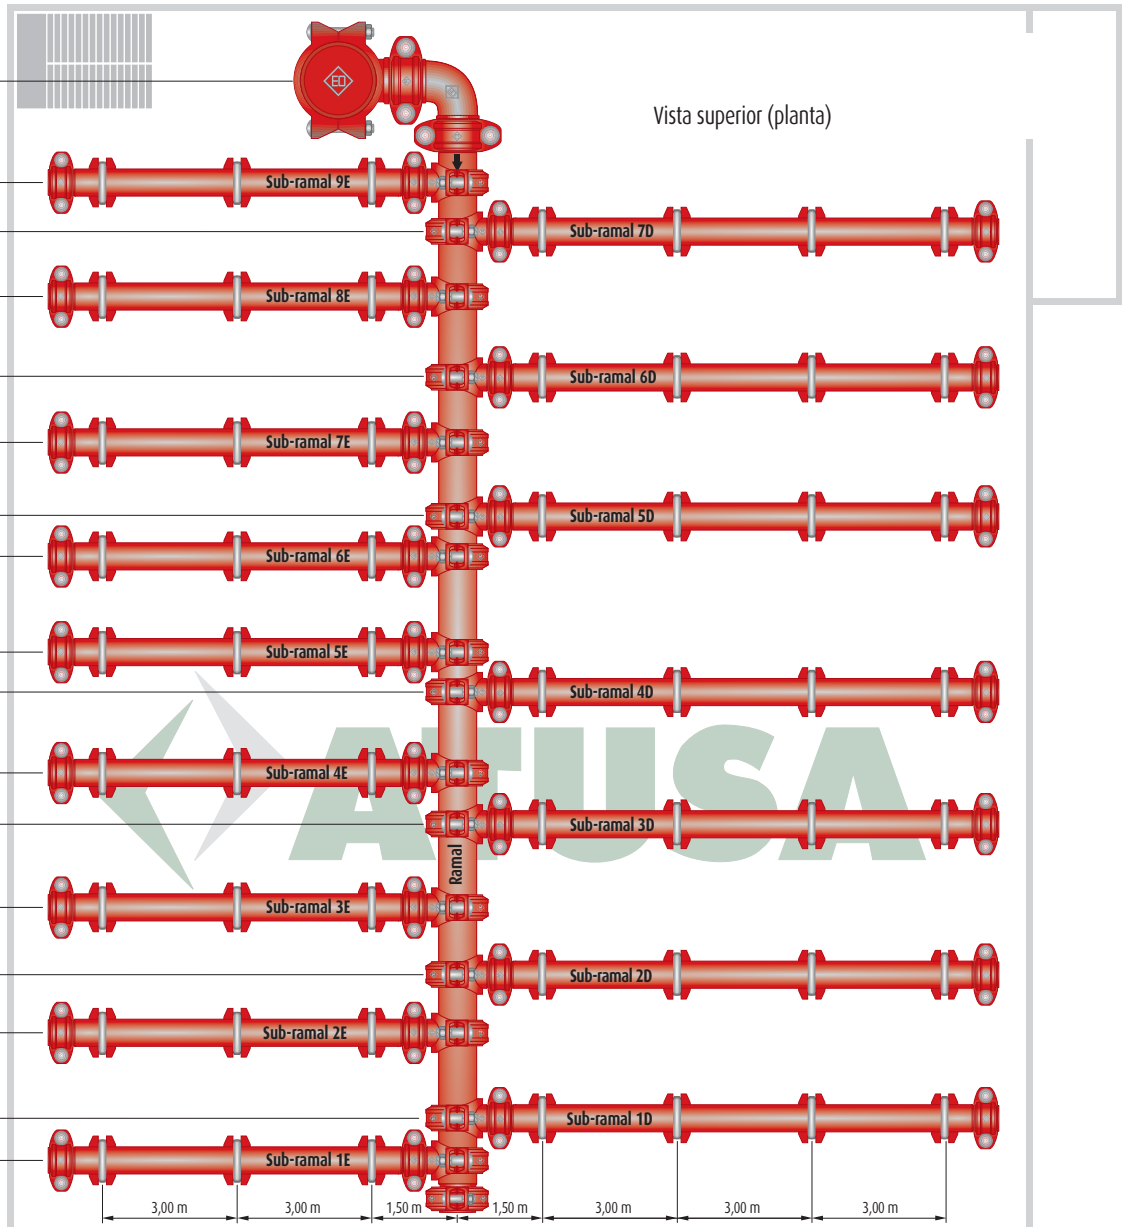 Vista superior (planta)
Sub-ramal 9E
Sub-ramal 7D
Sub-ramal 8E
Sub-ramal 6D
Sub-ramal 7E
Sub-ramal 5D
Sub-ramal 6E
Sub-ramal 5E
Sub-ramal 4D
ATUSA
Sub-ramal 4E
Sub-ramal 3D
Ramal
Sub-ramal 3E
Sub-ramal 2D
Sub-ramal 2E
Sub-ramal 1D
Sub-ramal 1E
3,00 m 3,00 m 1,50 m 1,50 m 3,00 m 3,00 m 3,00 m